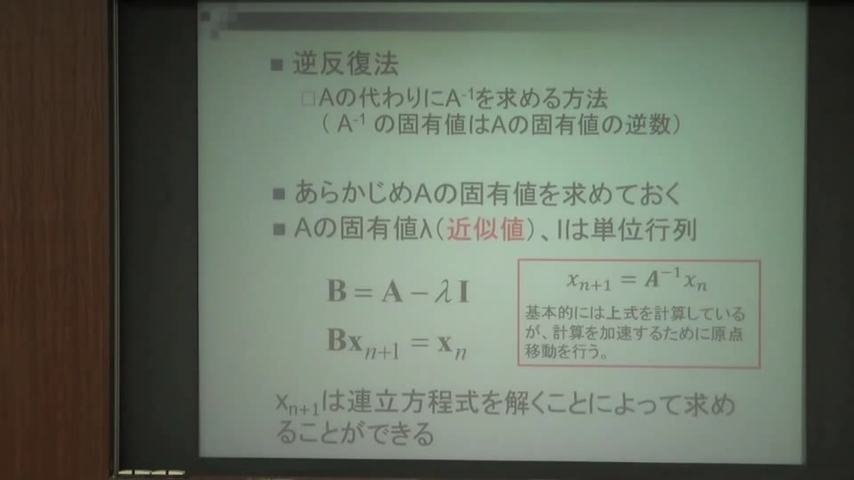 ■ 逆反復法
□Aの代わりにA⁻¹を求める方法
( A⁻¹ の固有値はAの固有値の逆数)
■ あらかじめAの固有値を求めておく
■ Aの固有値λ(近似値)、Iは単位行列
B = A − λI
Bxₙ₊₁ = xₙ
xₙ₊₁ = A⁻¹xₙ
基本的には上式を計算している
が、計算を加速するために原点
移動を行う。
xₙ₊₁は連立方程式を解くことによって求め
ることができる